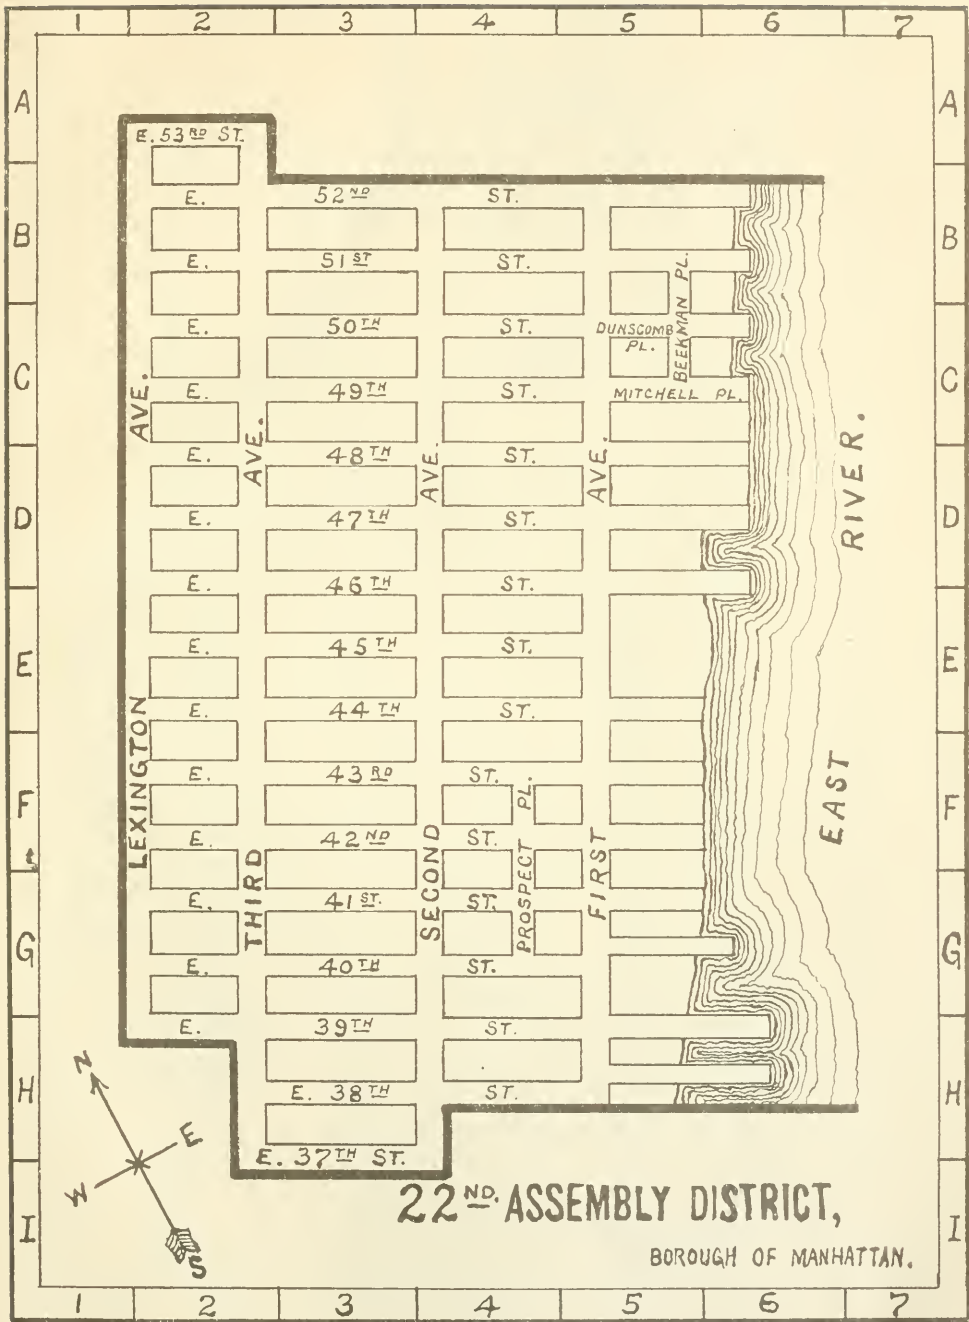 1 2 3 4 5 6 7
A A
E. 53RD ST.
E. 52ND ST.
B B
E. 51ST ST.
BEEKMAN PL.
E. 50TH ST. DUNSCOMB PL.
C C
E. 49TH ST. MITCHELL PL.
LEXINGTON AVE.
THIRD AVE.
SECOND AVE.
FIRST AVE.
EAST RIVER.
E. 48TH ST.
D D
E. 47TH ST.
E. 46TH ST.
E. 45TH ST.
E E
E. 44TH ST.
E. 43RD ST.
PROSPECT PL.
F F
E. 42ND ST.
E. 41ST. ST.
G G
E. 40TH ST.
E. 39TH ST.
H H
E. 38TH ST.
N
E
W
S
E. 37TH ST.
22ND. ASSEMBLY DISTRICT,
I I
BOROUGH OF MANHATTAN.
1 2 3 4 5 6 7